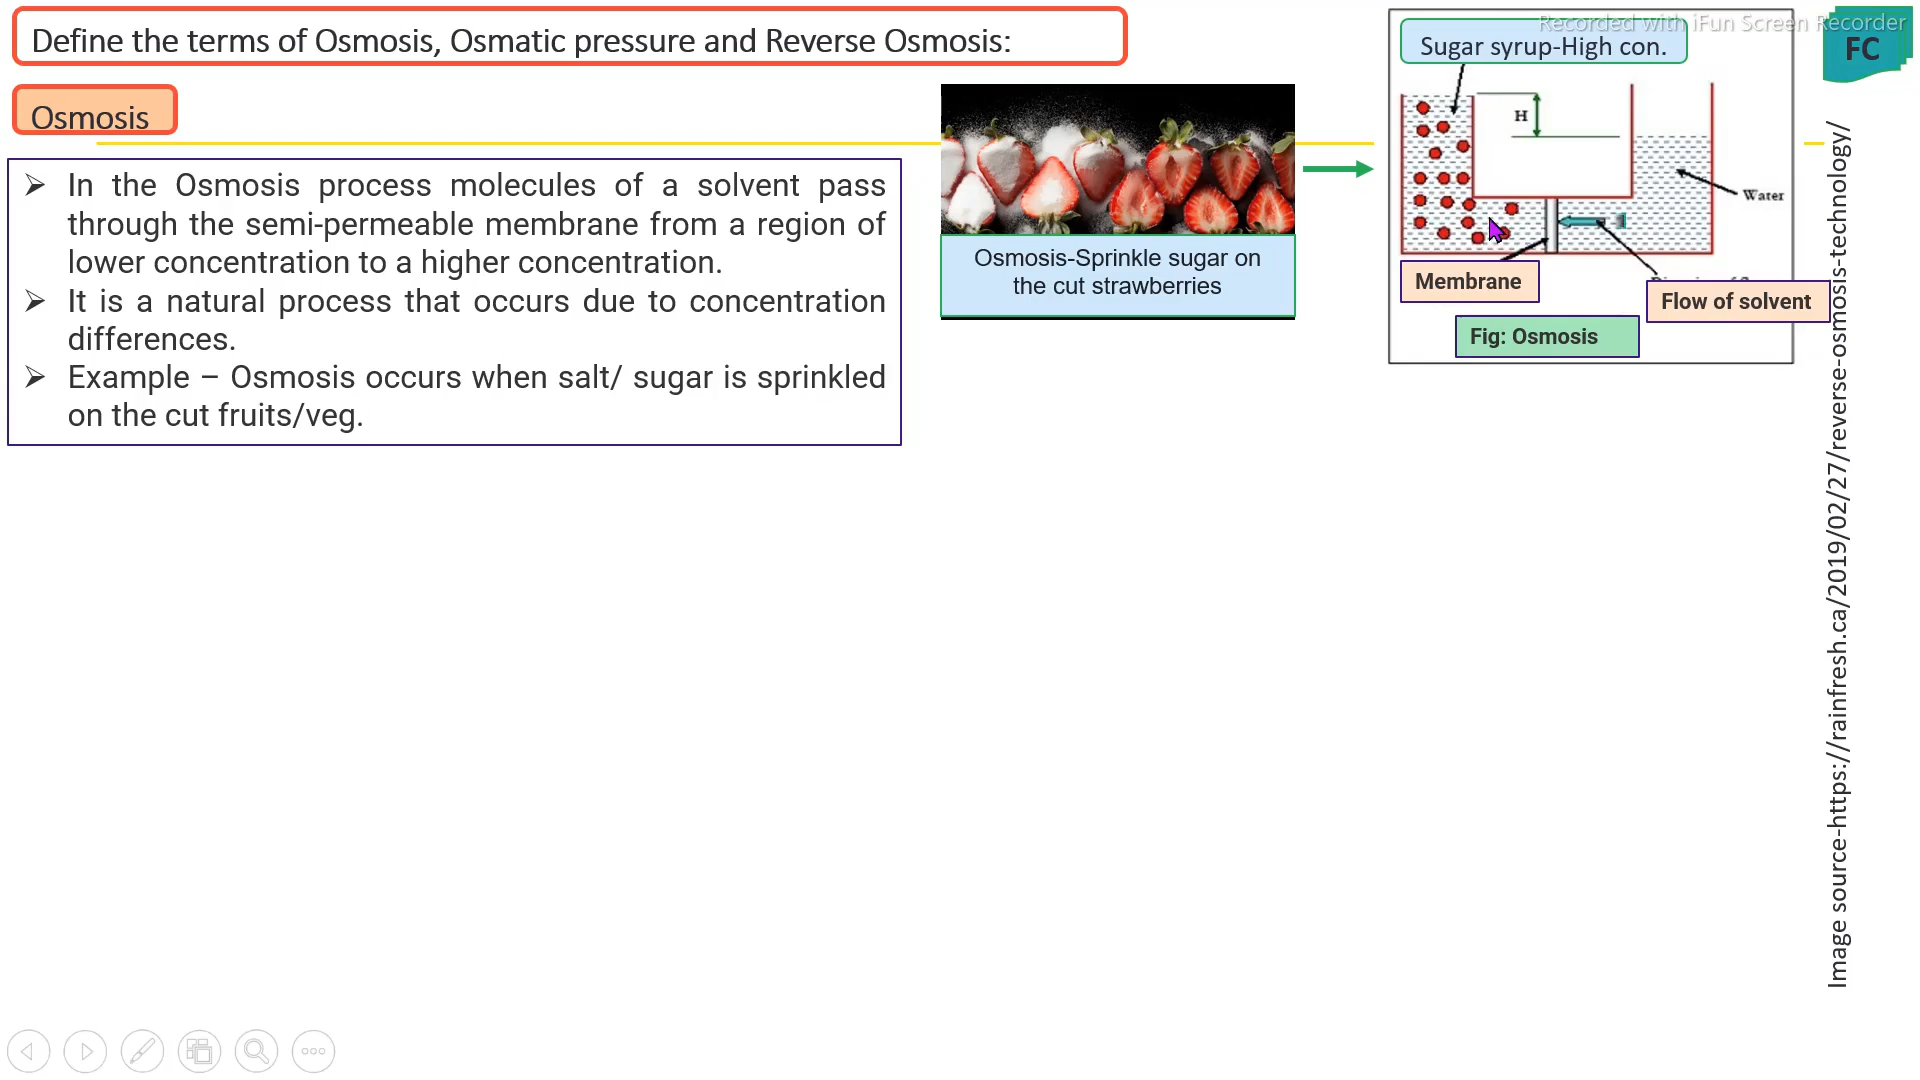 Recorded with iFun Screen Recorder
Define the terms of Osmosis, Osmatic pressure and Reverse Osmosis:
FC
Osmosis
➢ In the Osmosis process molecules of a solvent pass
through the semi-permeable membrane from a region of
lower concentration to a higher concentration.
➢ It is a natural process that occurs due to concentration
differences.
➢ Example – Osmosis occurs when salt/ sugar is sprinkled
on the cut fruits/veg.
Osmosis-Sprinkle sugar on
the cut strawberries
Sugar syrup-High con.
H
Water
Membrane
Flow of solvent
Fig: Osmosis
Image source-https://rainfresh.ca/2019/02/27/reverse-osmosis-technology/